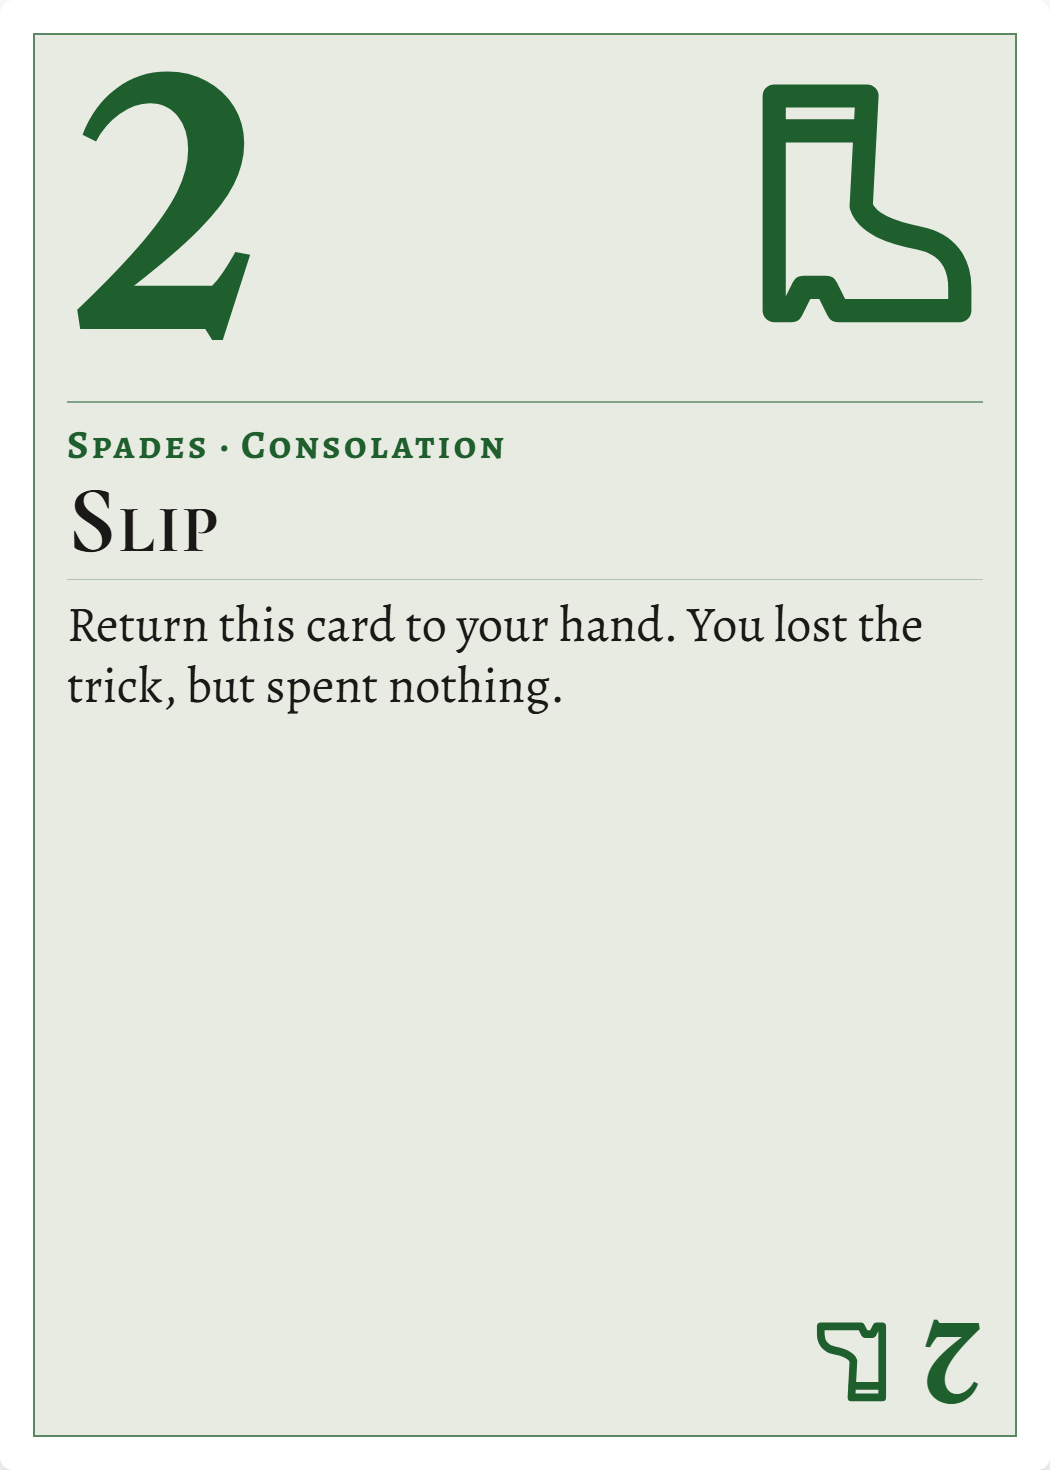 2
Spades · Consolation
Slip
Return this card to your hand. You lost the
trick, but spent nothing.
2